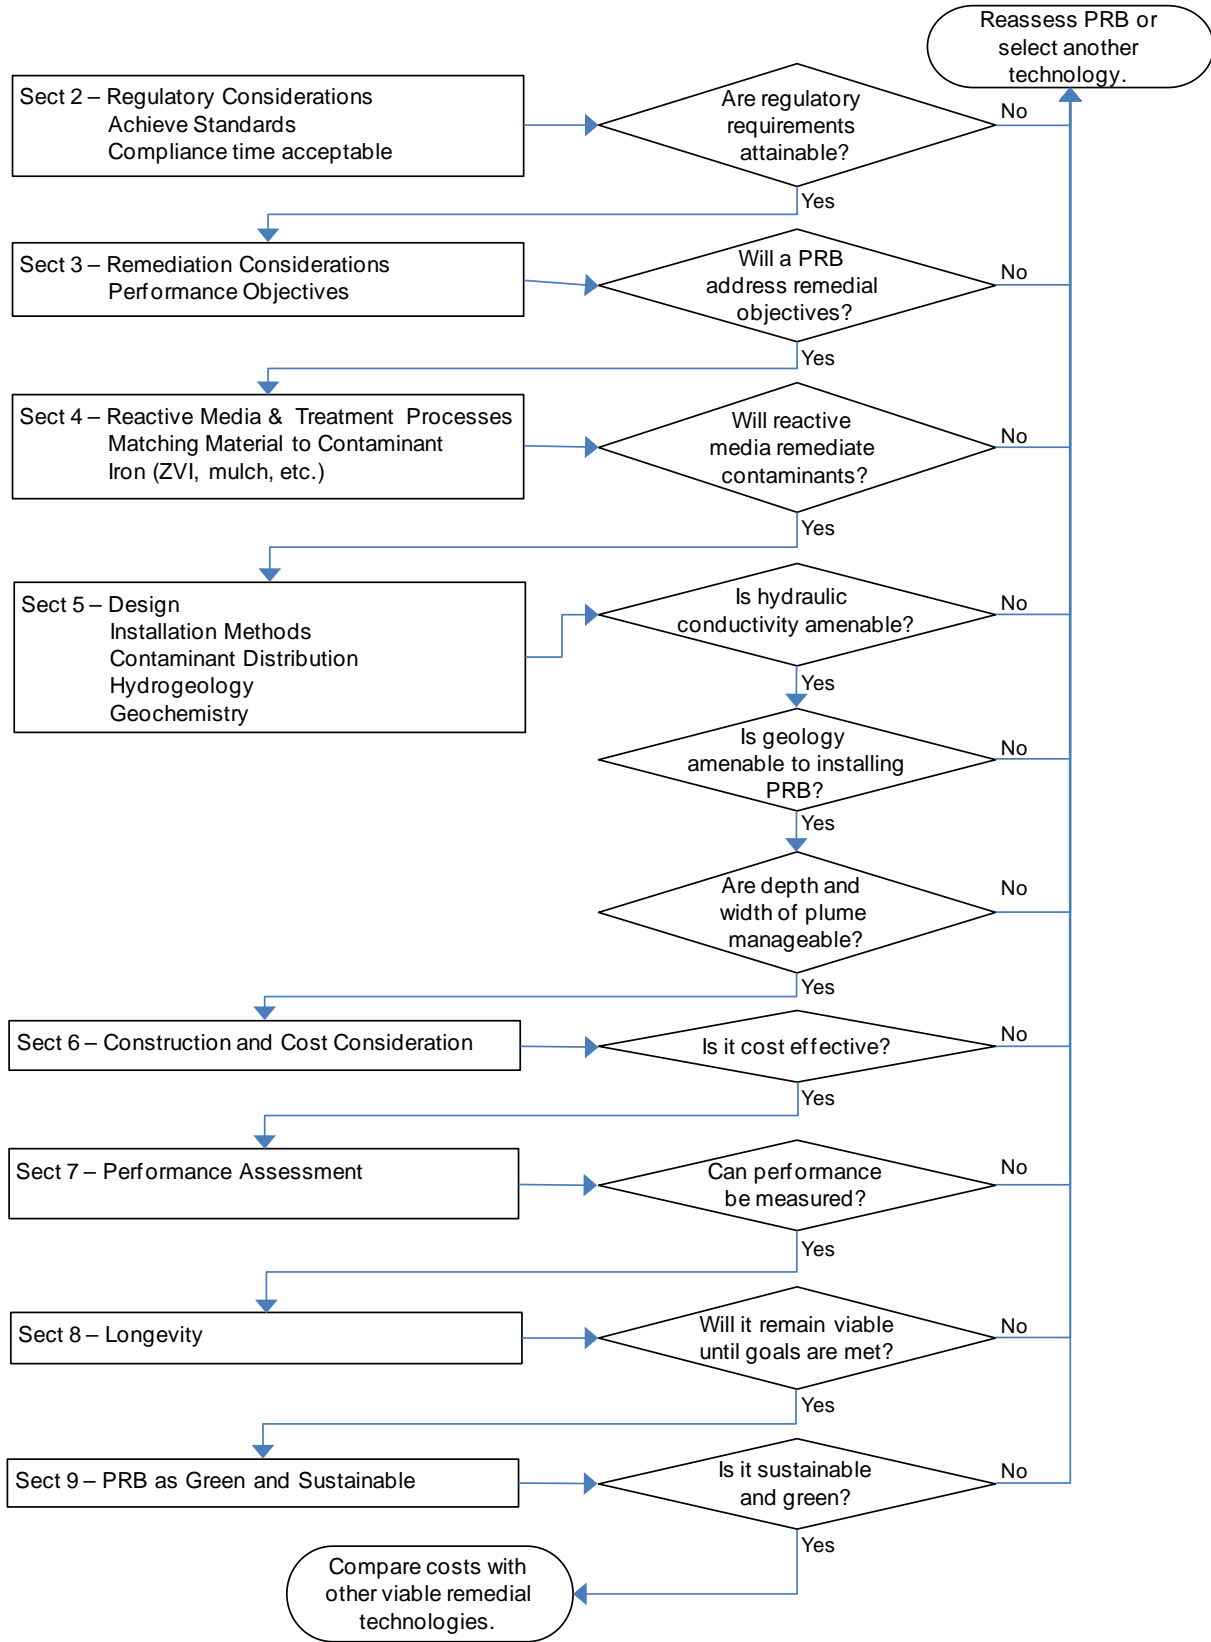 Reassess PRB or
select another
technology.
Sect 2 – Regulatory Considerations
Achieve Standards
Compliance time acceptable
Are regulatory
requirements
attainable?
No
Yes
Sect 3 – Remediation Considerations
Performance Objectives
Will a PRB
address remedial
objectives?
No
Yes
Sect 4 – Reactive Media & Treatment Processes
Matching Material to Contaminant
Iron (ZVI, mulch, etc.)
Will reactive
media remediate
contaminants?
No
Yes
Sect 5 – Design
Installation Methods
Contaminant Distribution
Hydrogeology
Geochemistry
Is hydraulic
conductivity amenable?
No
Yes
Is geology
amenable to installing
PRB?
No
Yes
Are depth and
width of plume
manageable?
No
Yes
Sect 6 – Construction and Cost Consideration
Is it cost effective?
No
Yes
Sect 7 – Performance Assessment
Can performance
be measured?
No
Yes
Sect 8 – Longevity
Will it remain viable
until goals are met?
No
Yes
Sect 9 – PRB as Green and Sustainable
Is it sustainable
and green?
No
Yes
Compare costs with
other viable remedial
technologies.